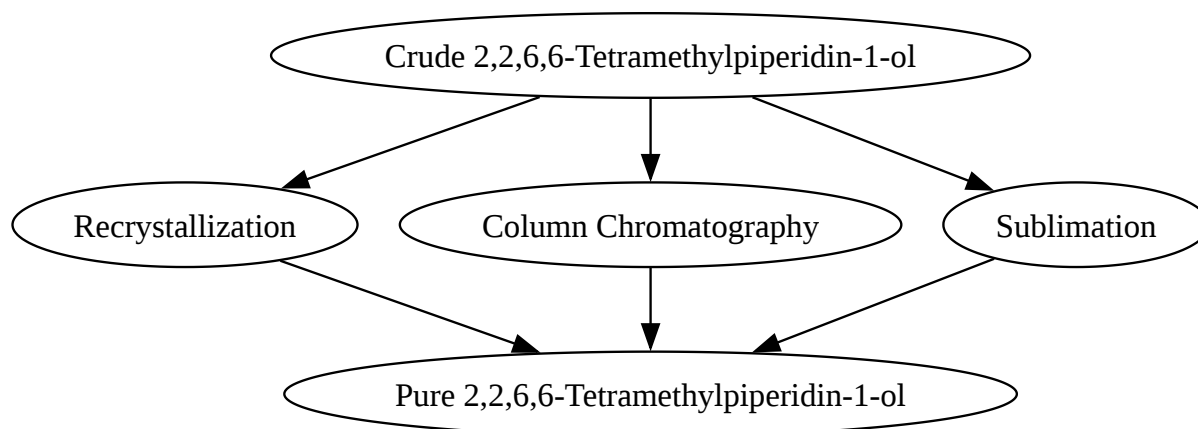 Crude 2,2,6,6-Tetramethylpiperidin-1-ol
Recrystallization
Column Chromatography
Sublimation
Pure 2,2,6,6-Tetramethylpiperidin-1-ol